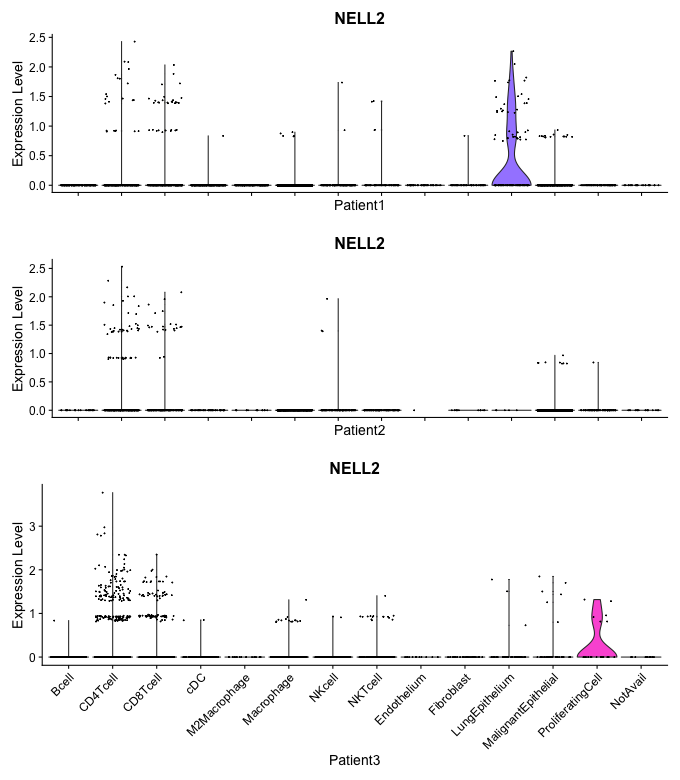 NELL2
Expression Level
2.5
2.0
1.5
1.0
0.5
0.0
Patient1
NELL2
Expression Level
2.5
2.0
1.5
1.0
0.5
0.0
Patient2
NELL2
Expression Level
3
2
1
0
Bcell
CD4Tcell
CD8Tcell
cDC
M2Macrophage
Macrophage
NKcell
NKTcell
Endothelium
Fibroblast
LungEpithelium
MalignantEpithelial
ProliferatingCell
NotAvail
Patient3